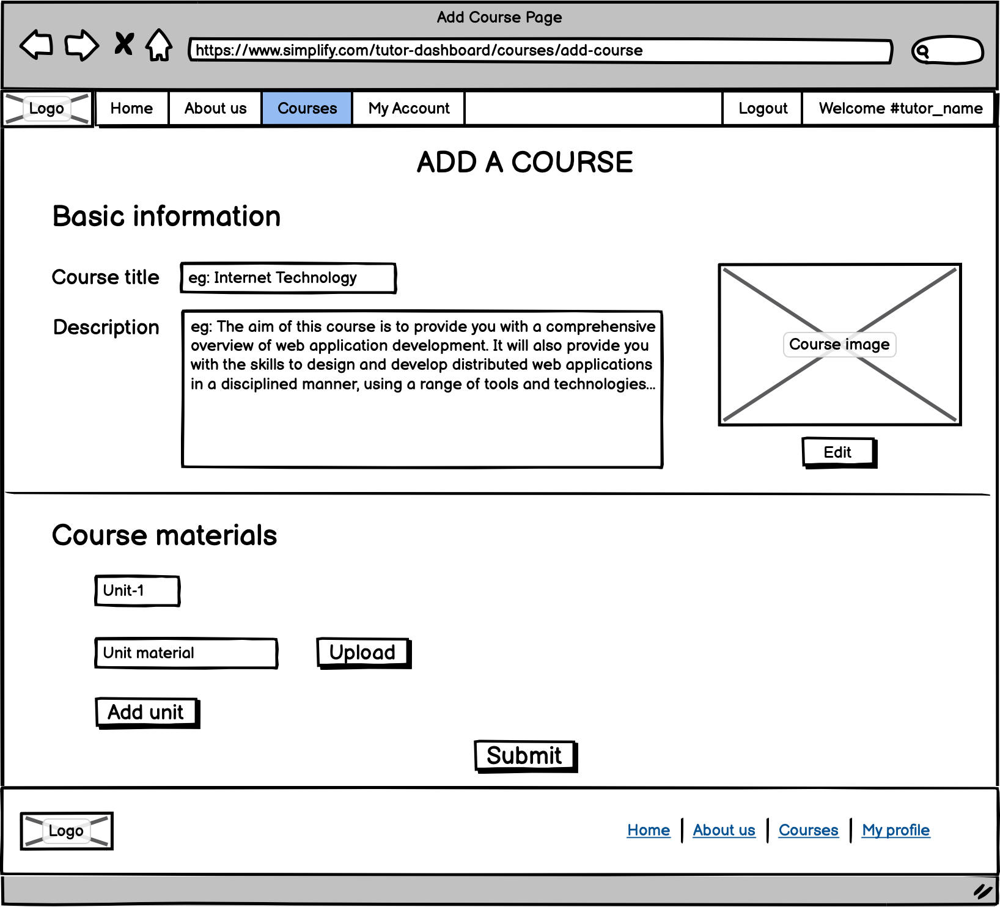 Add Course Page
https://www.simplify.com/tutor-dashboard/courses/add-course
Logo
Home
About us
Courses
My Account
Logout
Welcome #tutor_name
ADD A COURSE
Basic information
Course title
eg: Internet Technology
Description
eg: The aim of this course is to provide you with a comprehensive
overview of web application development. It will also provide you
with the skills to design and develop distributed web applications
in a disciplined manner, using a range of tools and technologies...
Course image
Edit
Course materials
Unit-1
Unit material
Upload
Add unit
Submit
Logo
Home
About us
Courses
My profile